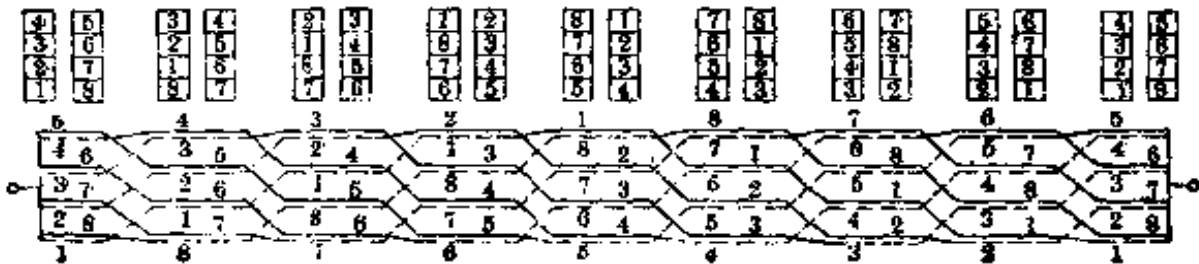 4 5 3 4 2 3 1 2 8 1 7 8 6 7 5 6 4 5
3 6 2 5 1 4 8 3 7 2 6 1 5 8 4 7 3 6
2 7 1 6 8 5 7 4 6 3 5 2 4 1 3 8 2 7
1 8 8 7 7 6 6 5 5 4 4 3 3 2 2 1 1 8
5 4 3 2 1 8 7 6 5
4 6 3 5 2 4 1 3 8 2 7 1 6 8 5 7 4 6
3 7 2 6 1 5 8 4 7 3 6 2 5 1 4 8 3 7
2 8 1 7 8 6 7 5 6 4 5 3 4 2 3 1 2 8
1 8 7 6 5 4 3 2 1